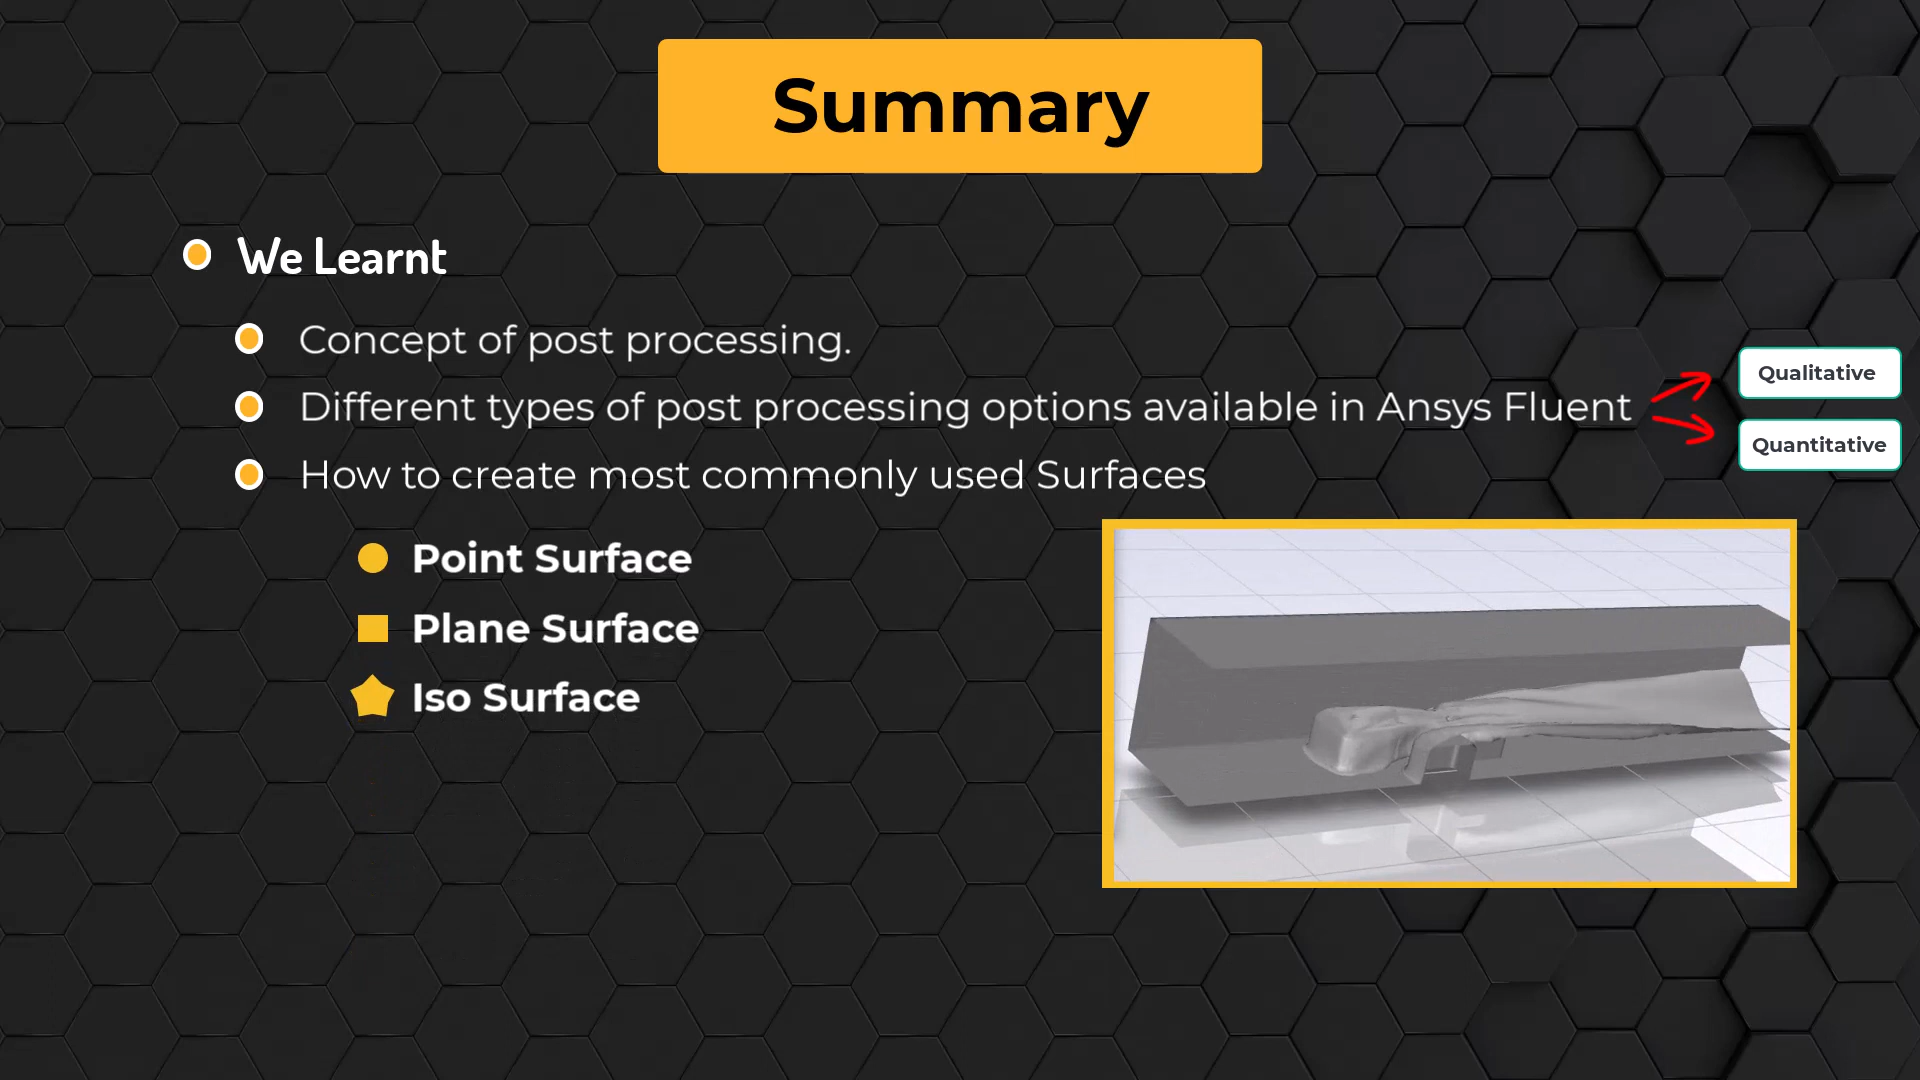 Summary
We Learnt
Concept of post processing.
Different types of post processing options available in Ansys Fluent
Qualitative
Quantitative
How to create most commonly used Surfaces
Point Surface
Plane Surface
Iso Surface